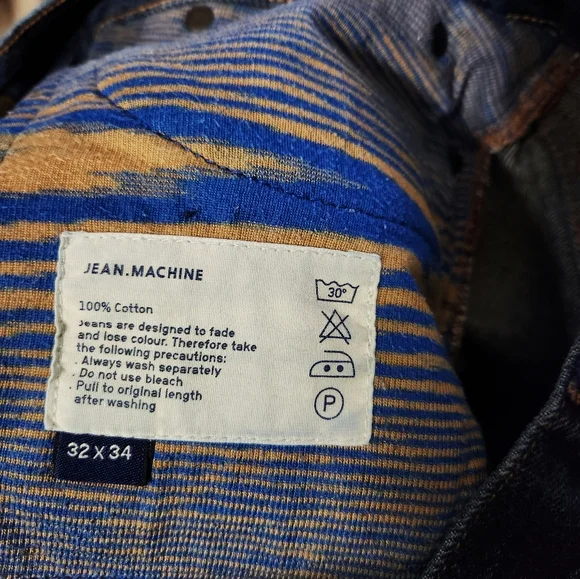 JEAN.MACHINE
100% Cotton
Jeans are designed to fade
and lose colour. Therefore take
the following precautions:
. Always wash separately
. Do not use bleach
. Pull to original length
after washing
30°
P
32 X 34